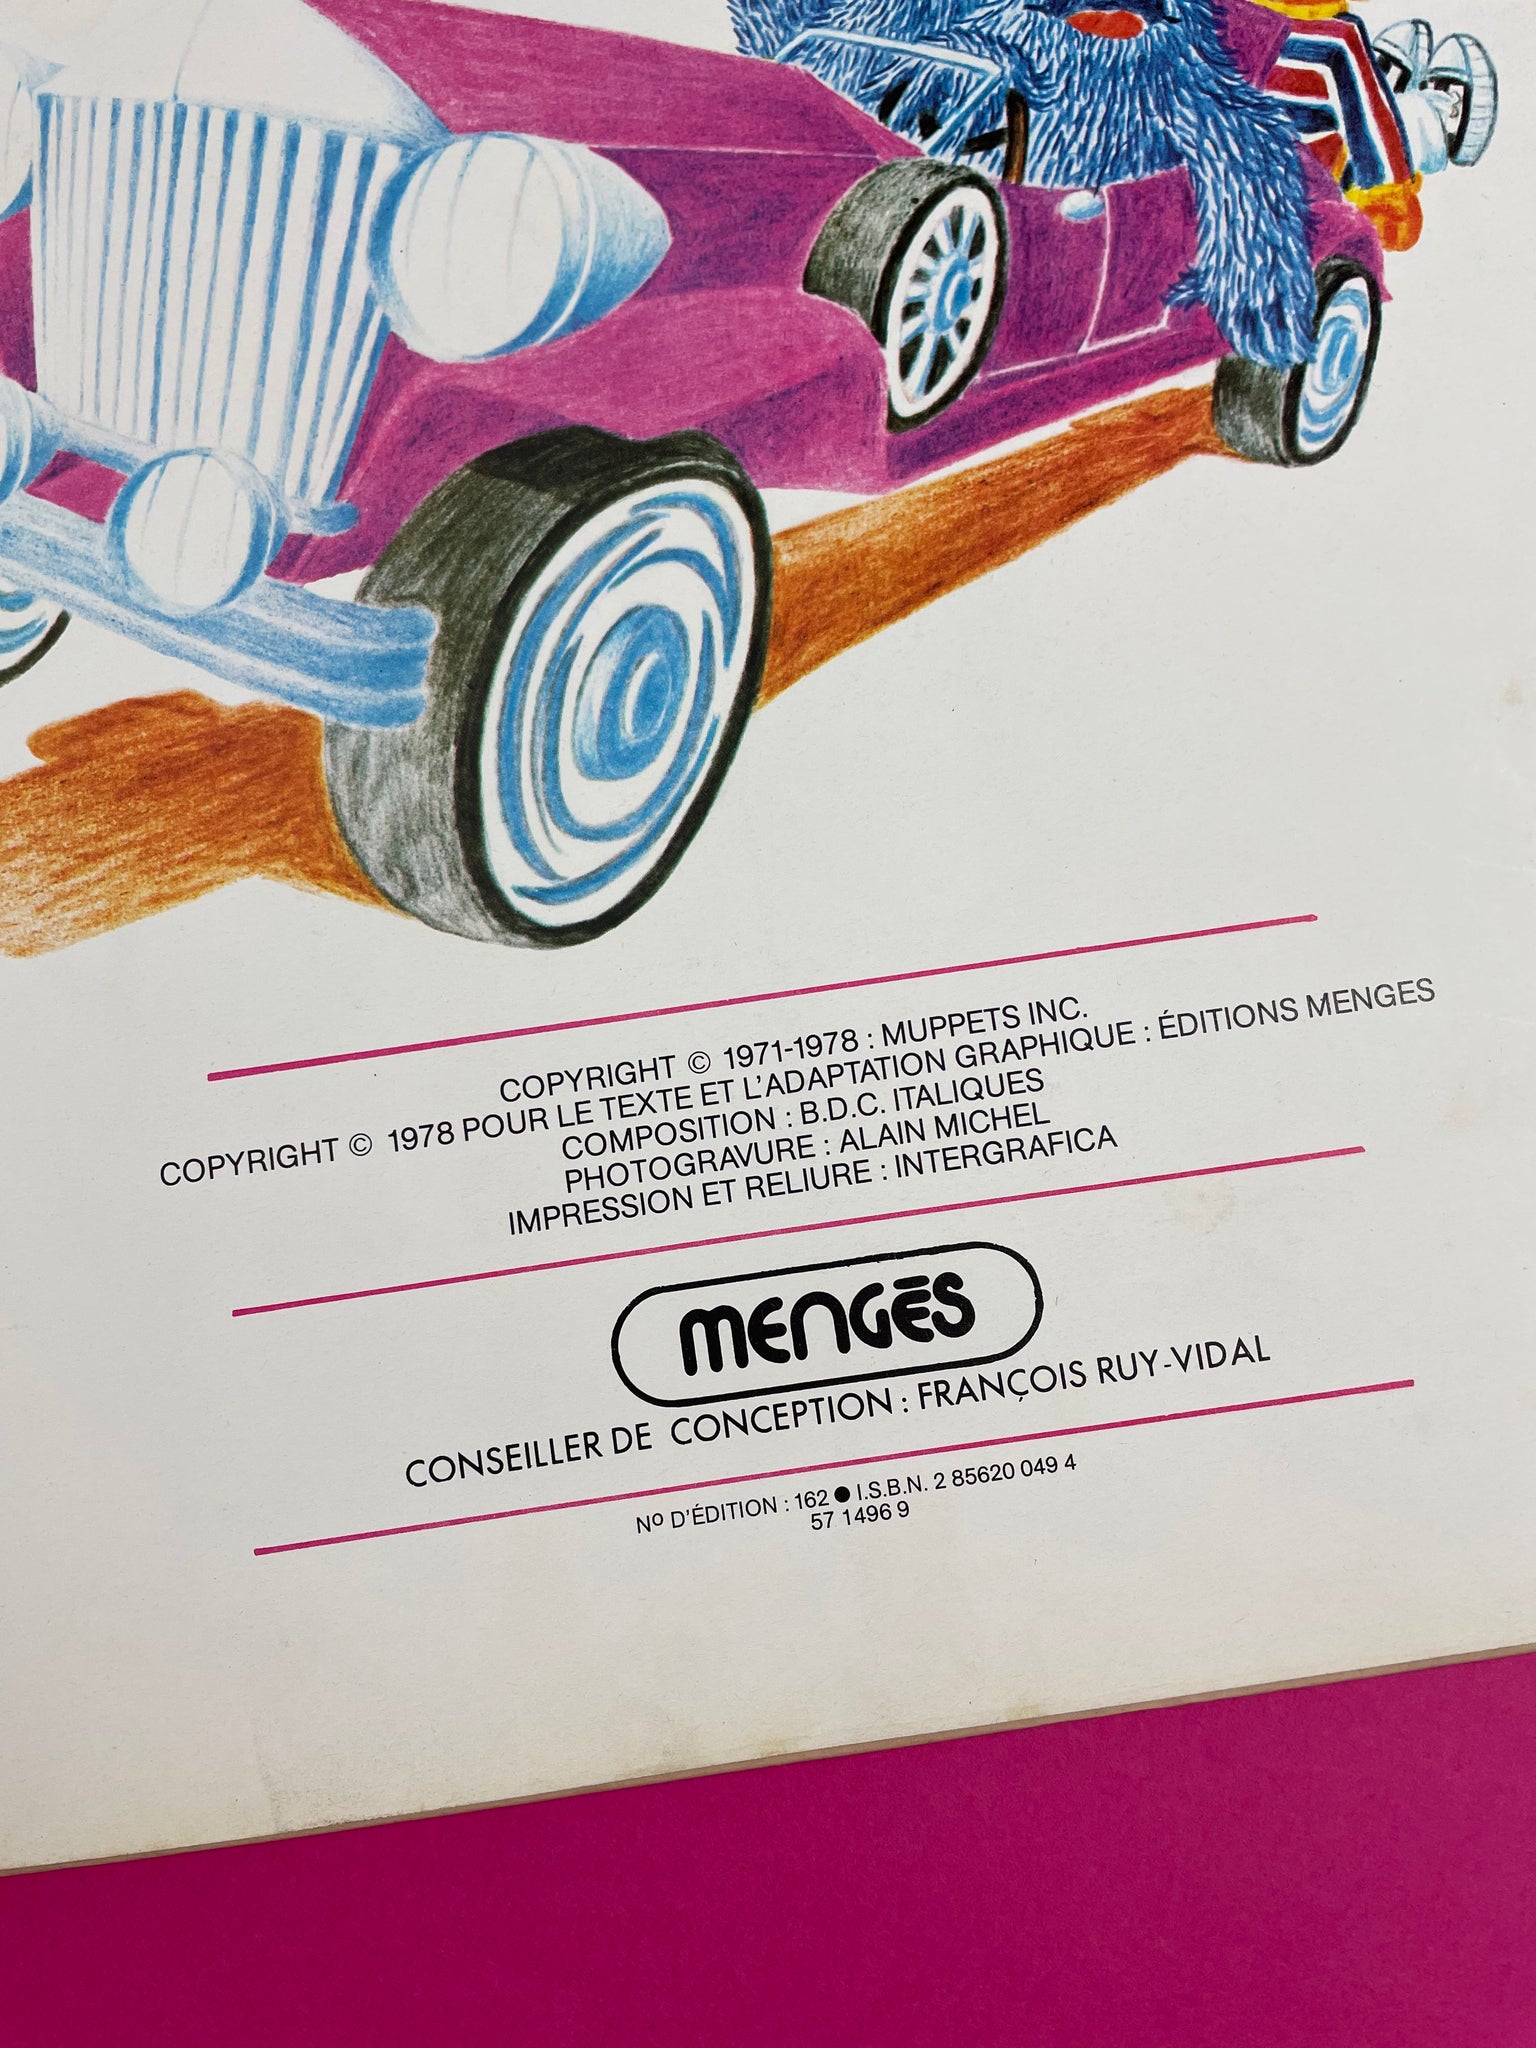 COPYRIGHT © 1971-1978 : MUPPETS INC.
COPYRIGHT © 1978 POUR LE TEXTE ET L'ADAPTATION GRAPHIQUE : ÉDITIONS MENGES
COMPOSITION : B.D.C. ITALIQUES
PHOTOGRAVURE : ALAIN MICHEL
IMPRESSION ET RELIURE : INTERGRAFICA
MENGĒS
CONSEILLER DE CONCEPTION : FRANÇOIS RUY-VIDAL
Nº D'ÉDITION : 162 ● I.S.B.N. 2 85620 049 4
57 1496 9